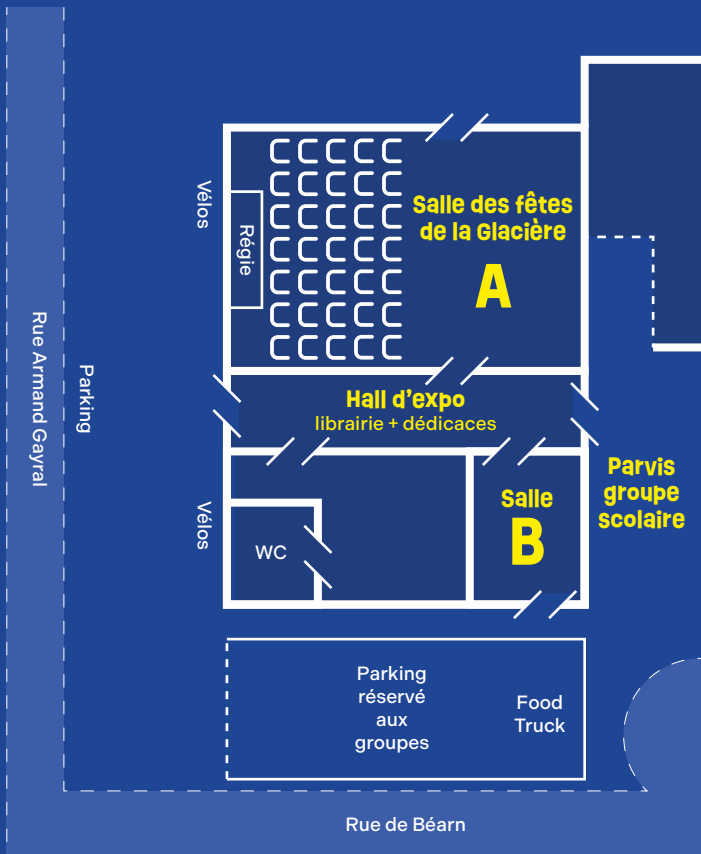 Vélos
Régie
Salle des fêtes
de la Glacière
A
Rue Armand Gayral
Parking
Hall d'expo
librairie + dédicaces
Parvis
groupe
scolaire
Vélos
WC
Salle
B
Parking
réservé
aux
groupes
Food
Truck
Rue de Béarn